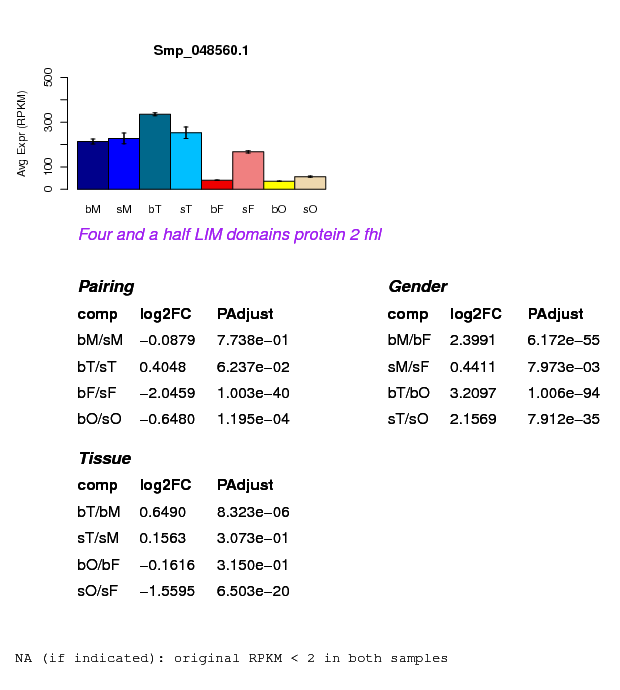 Smp_048560.1
Avg Expr (RPKM)
500
300
100
0
bM sM bT sT bF sF bO sO
Four and a half LIM domains protein 2 fhl
Pairing
comp log2FC PAdjust
bM/sM −0.0879 7.738e−01
bT/sT 0.4048 6.237e−02
bF/sF −2.0459 1.003e−40
bO/sO −0.6480 1.195e−04
Gender
comp log2FC PAdjust
bM/bF 2.3991 6.172e−55
sM/sF 0.4411 7.973e−03
bT/bO 3.2097 1.006e−94
sT/sO 2.1569 7.912e−35
Tissue
comp log2FC PAdjust
bT/bM 0.6490 8.323e−06
sT/sM 0.1563 3.073e−01
bO/bF −0.1616 3.150e−01
sO/sF −1.5595 6.503e−20
NA (if indicated): original RPKM < 2 in both samples